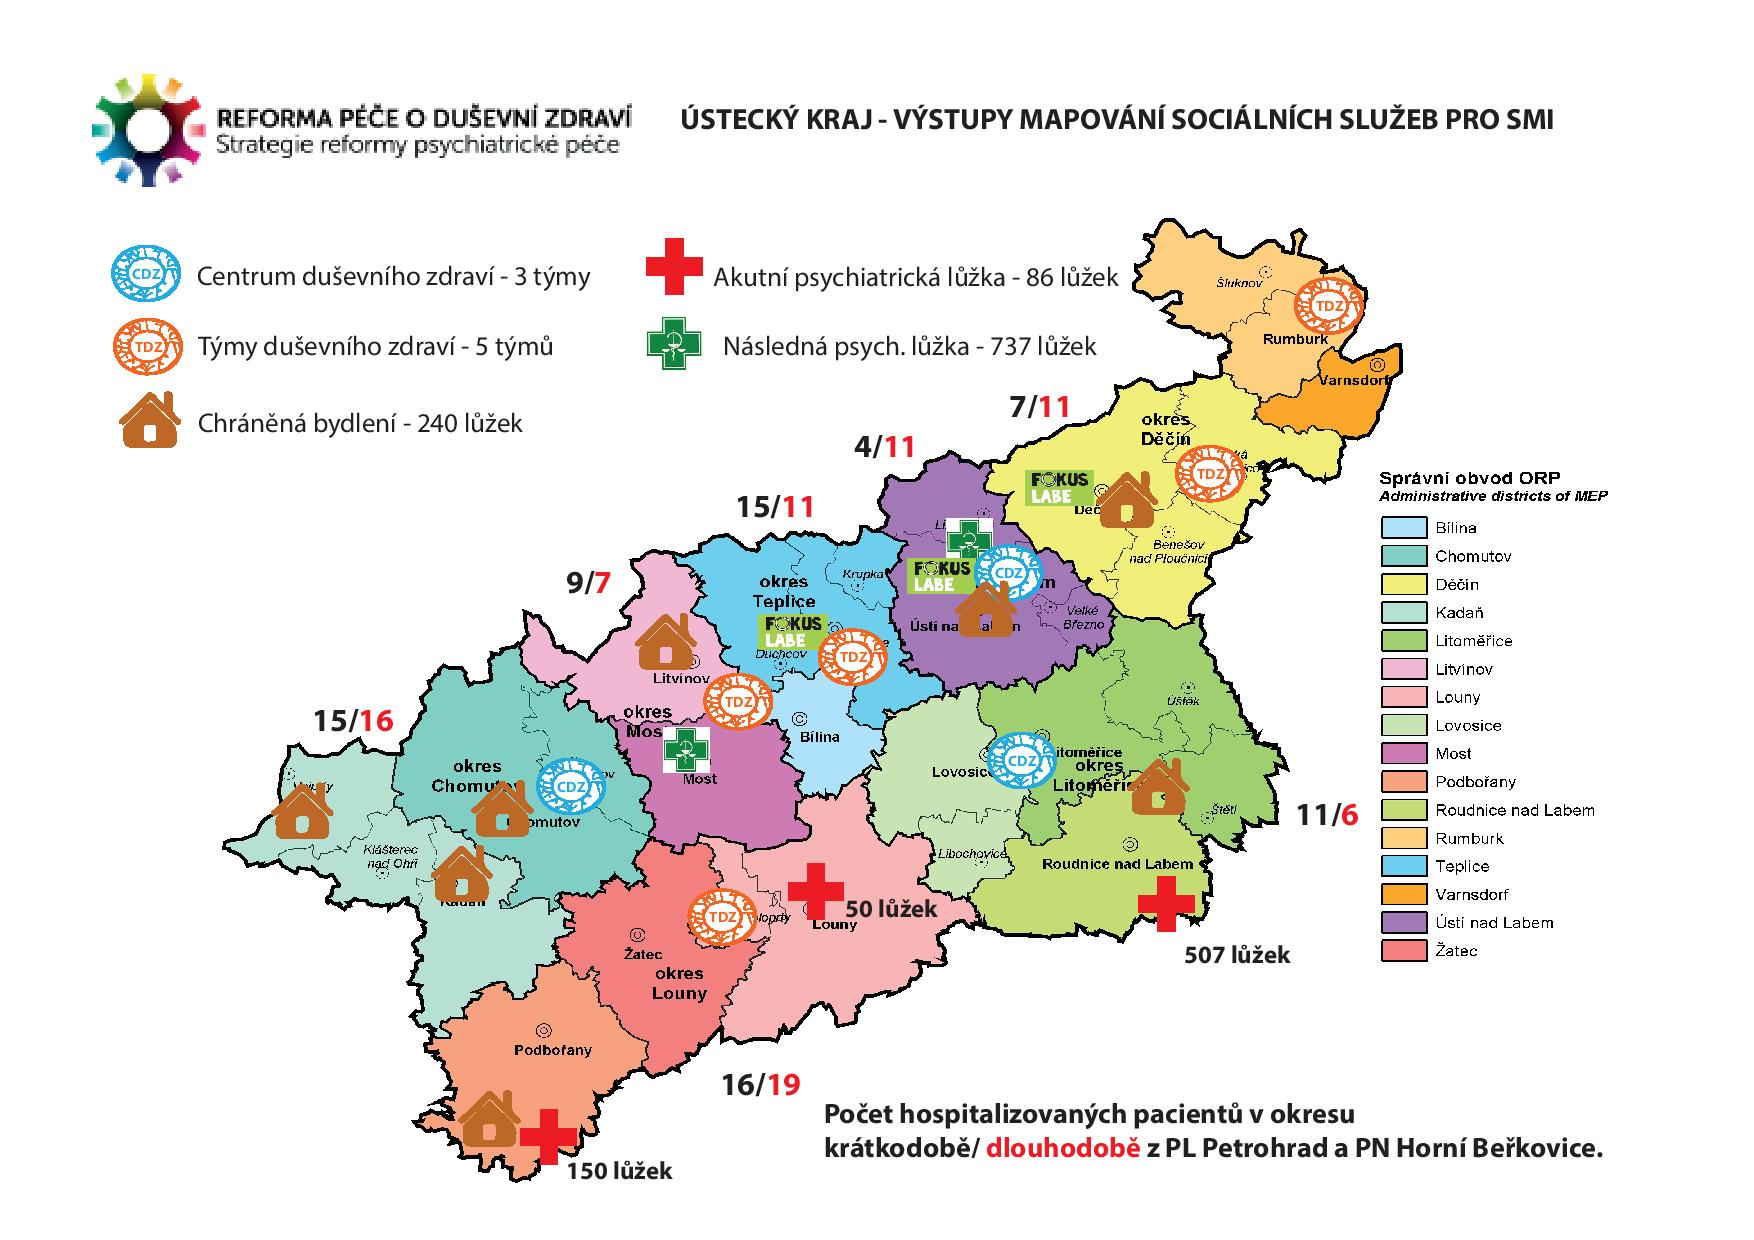 REFORMA PÉČE O DUŠEVNÍ ZDRAVÍ
Strategie reformy psychiatrické péče
ÚSTECKÝ KRAJ - VÝSTUPY MAPOVÁNÍ SOCIÁLNÍCH SLUŽEB PRO SMI
CDZ Centrum duševního zdraví - 3 týmy
TDZ Týmy duševního zdraví - 5 týmů
Chráněná bydlení - 240 lůžek
Akutní psychiatrická lůžka - 86 lůžek
Následná psych. lůžka - 737 lůžek
Šluknov
TDZ
Rumburk
Varnsdorf
7/11
okres
Děčín
TDZ
FOKUS
LABE
Benešov
nad Ploučnicí
4/11
FOKUS
LABE
CDZ
Ústí
Velké
Březno
15/11
okres
Teplice
Krupka
FOKUS
LABE
Duchcov
TDZ
Bílina
9/7
Litvínov
TDZ
okres
Most
15/16
okres
Chomutov
CDZ
Chomutov
Klášterec
nad Ohří
Kadaň
Úštěk
Lovosice
CDZ
Litoměřice
okres
Štětí
11/6
Libochovice
Roudnice nad Labem
507 lůžek
TDZ
50 lůžek
Louny
Žatec
okres
Louny
Podbořany
150 lůžek
16/19
Počet hospitalizovaných pacientů v okresu
krátkodobě/ dlouhodobě z PL Petrohrad a PN Horní Beřkovice.
Správní obvod ORP
Administrative districts of MEP
Bílina
Chomutov
Děčín
Kadaň
Litoměřice
Litvínov
Louny
Lovosice
Most
Podbořany
Roudnice nad Labem
Rumburk
Teplice
Varnsdorf
Ústí nad Labem
Žatec